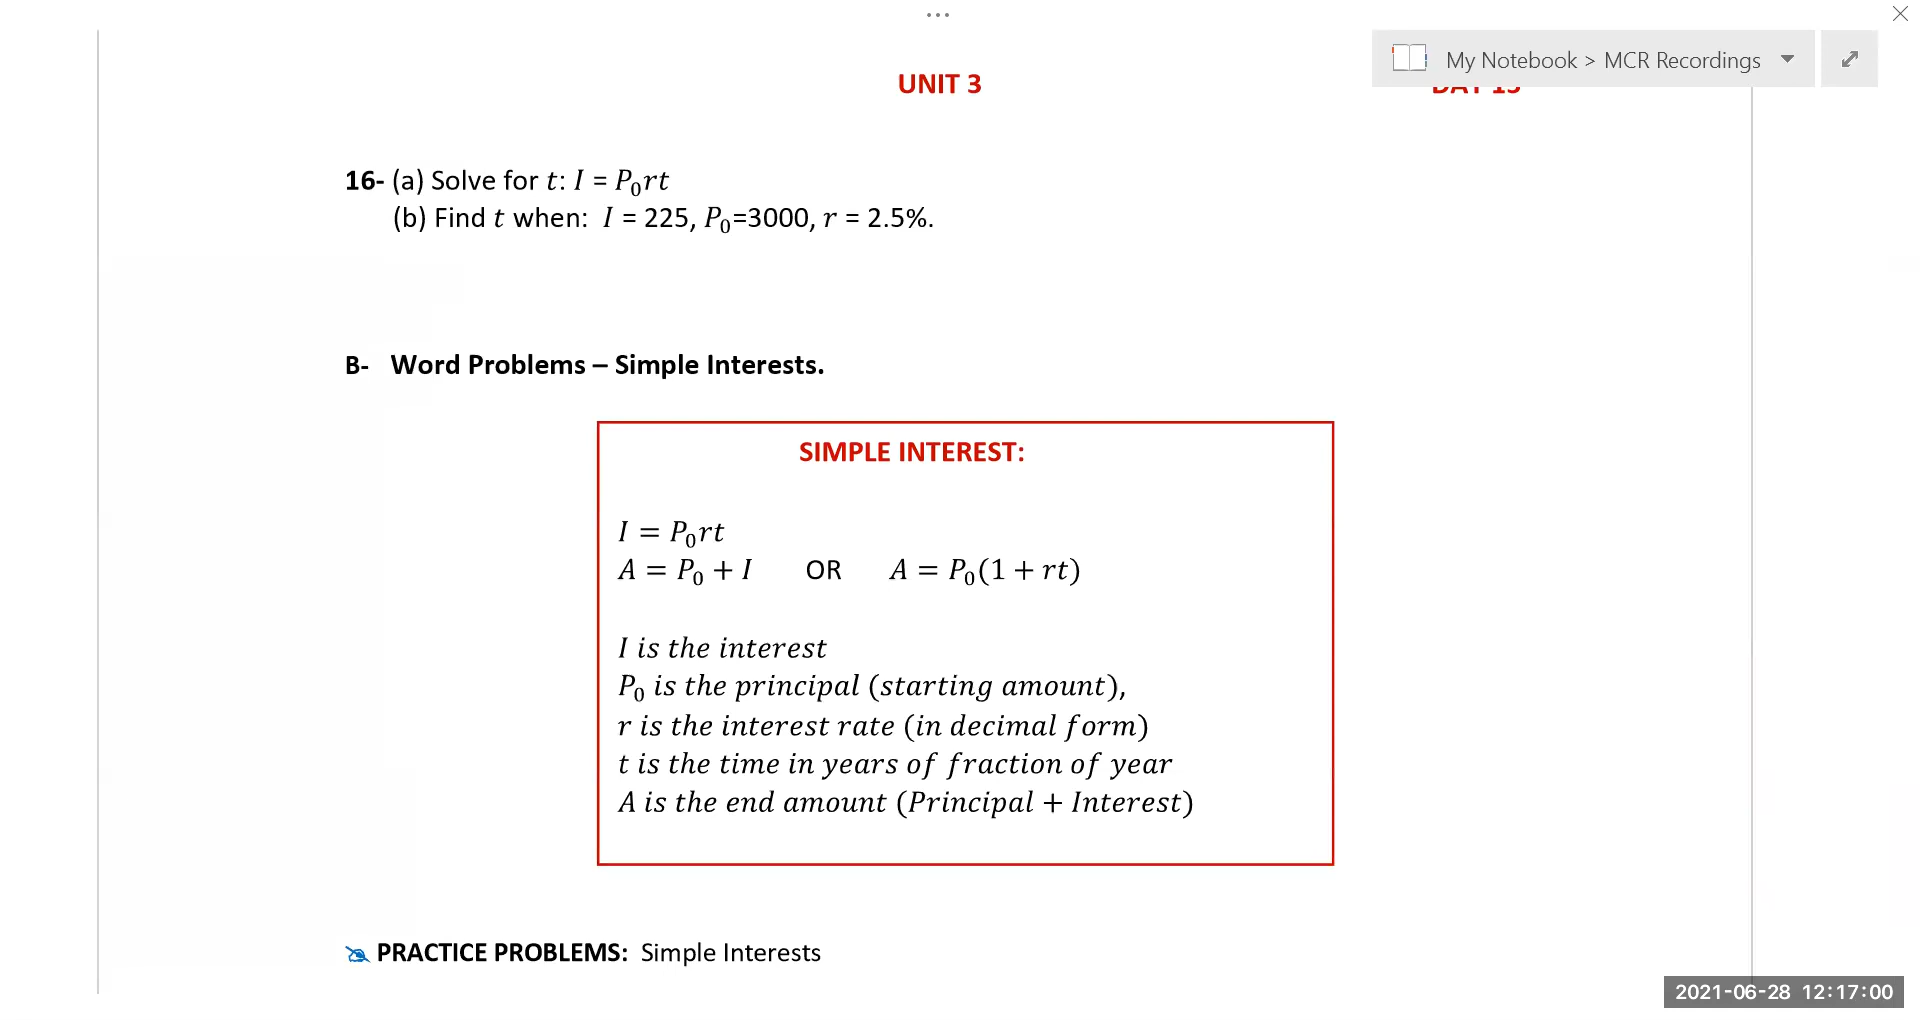 ...
My Notebook > MCR Recordings
UNIT 3
16- (a) Solve for t: I = P₀rt
(b) Find t when: I = 225, P₀=3000, r = 2.5%.
B- Word Problems – Simple Interests.
SIMPLE INTEREST:
I = P₀rt
A = P₀ + I OR A = P₀(1 + rt)
I is the interest
P₀ is the principal (starting amount),
r is the interest rate (in decimal form)
t is the time in years of fraction of year
A is the end amount (Principal + Interest)
PRACTICE PROBLEMS: Simple Interests
2021-06-28 12:17:00